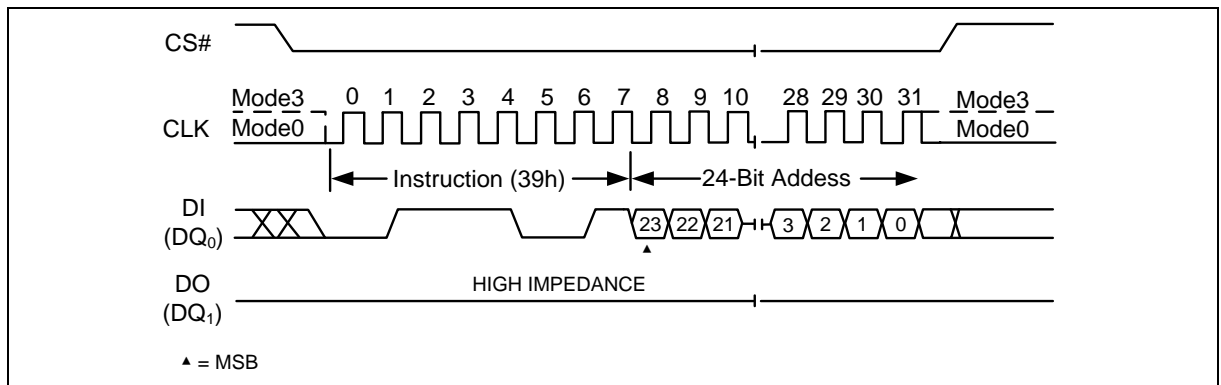 CS#
Mode3 0 1 2 3 4 5 6 7 8 9 10 28 29 30 31 Mode3
CLK Mode0 Mode0
Instruction (39h) 24-Bit Addess
DI
(DQ0) 23 22 21 3 2 1 0
DO HIGH IMPEDANCE
(DQ1)
▲ = MSB